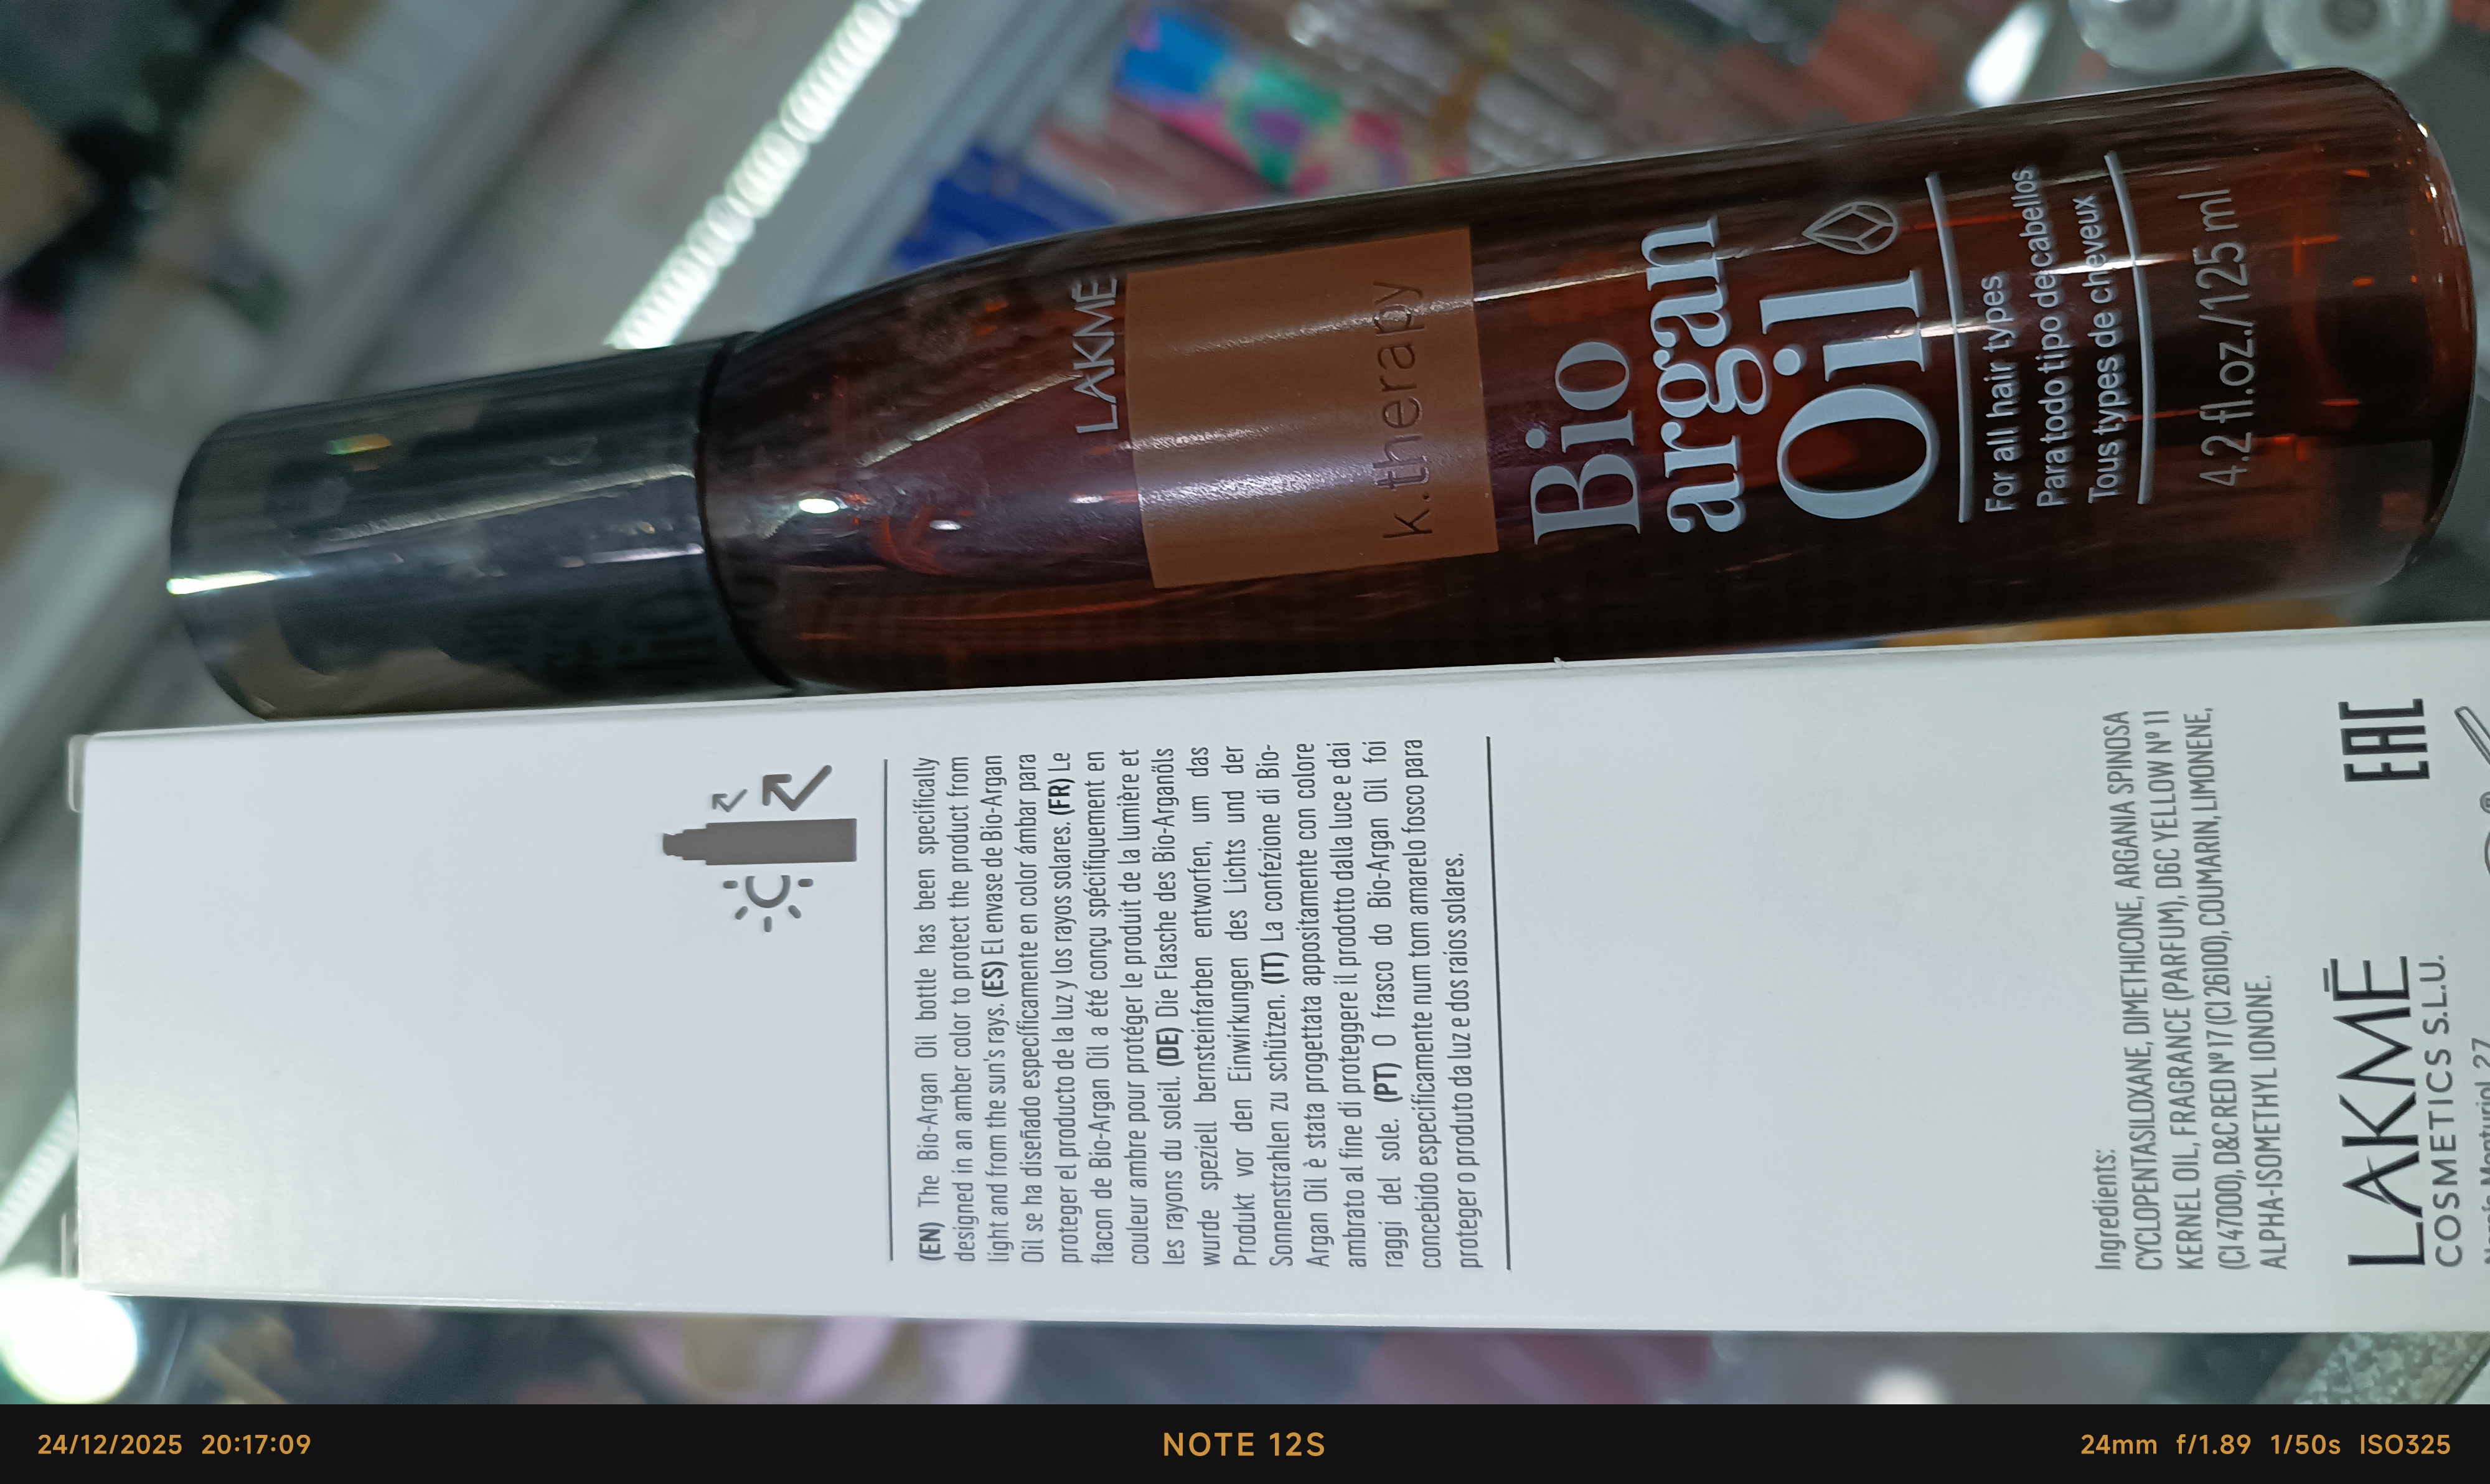 LAKMĒ
k.therapy
Bio
argan
Oil
For all hair types
Para todo tipo de cabellos
Tous types de cheveux
4.2 fl.oz./125 ml
(EN) The Bio-Argan Oil bottle has been specifically
designed in an amber color to protect the product from
light and from the sun's rays. (ES) El envase de Bio-Argan
Oil se ha diseñado específicamente en color ámbar para
proteger el producto de la luz y los rayos solares. (FR) Le
flacon de Bio-Argan Oil a été conçu spécifiquement en
couleur ambre pour protéger le produit de la lumière et
les rayons du soleil. (DE) Die Flasche des Bio-Arganöls
wurde speziell bernsteinfarben entworfen, um das
Produkt vor den Einwirkungen des Lichts und der
Sonnenstrahlen zu schützen. (IT) La confezione di Bio-
Argan Oil è stata progettata appositamente con colore
ambrato al fine di proteggere il prodotto dalla luce e dai
raggi del sole. (PT) O frasco do Bio-Argan Oil foi
concebido especificamente num tom amarelo fosco para
proteger o produto da luz e dos raios solares.
Ingredients:
CYCLOPENTASILOXANE, DIMETHICONE, ARGANIA SPINOSA
KERNEL OIL, FRAGRANCE (PARFUM), D&C YELLOW Nº 11
(CI 47000), D&C RED Nº 17 (CI 26100), COUMARIN, LIMONENE,
ALPHA-ISOMETHYL IONONE.
LAKMĒ
COSMETICS S.L.U.
EAC
24/12/2025 20:17:09
NOTE 12S
24mm f/1.89 1/50s ISO325